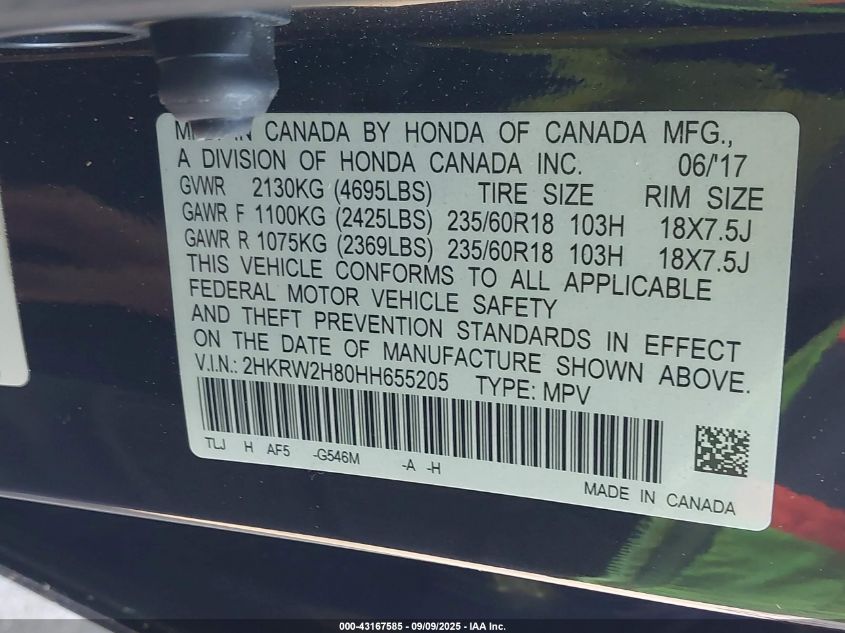 MFD. IN CANADA BY HONDA OF CANADA MFG.,
A DIVISION OF HONDA CANADA INC. 06/'17
GVWR 2130KG (4695LBS) TIRE SIZE RIM SIZE
GAWR F 1100KG (2425LBS) 235/60R18 103H 18X7.5J
GAWR R 1075KG (2369LBS) 235/60R18 103H 18X7.5J
THIS VEHICLE CONFORMS TO ALL APPLICABLE
FEDERAL MOTOR VEHICLE SAFETY
AND THEFT PREVENTION STANDARDS IN EFFECT
ON THE DATE OF MANUFACTURE SHOWN ABOVE.
V.I.N.: 2HKRW2H80HH655205 TYPE: MPV
TLJ H AF5 -G546M -A -H
MADE IN CANADA
000-43167585 - 09/09/2025 - IAA Inc.